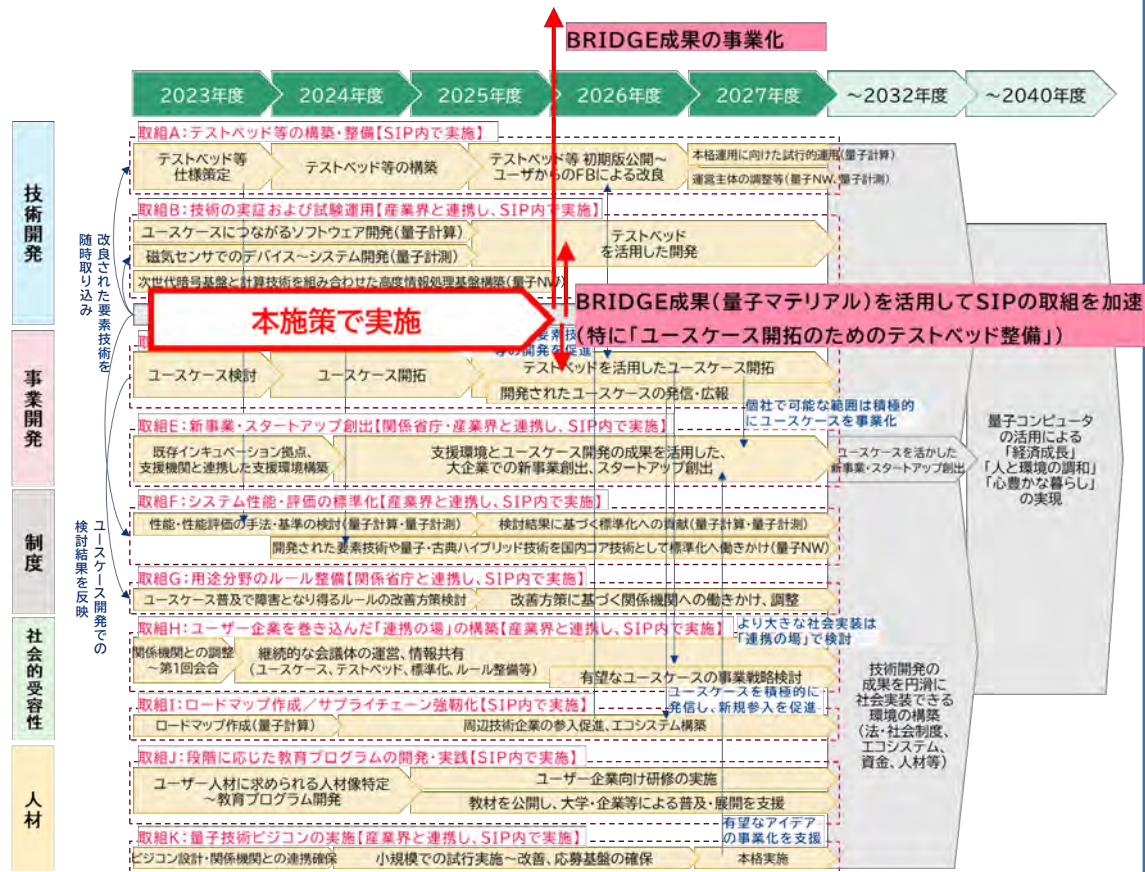 BRIDGE成果の事業化
2023年度
2024年度
2025年度
2026年度
2027年度
～2032年度
～2040年度
技術開発
改良された要素技術を
随時取り込み
取組A:テストベッド等の構築・整備【SIP内で実施】
テストベッド等
仕様策定
テストベッド等の構築
テストベッド等 初期版公開～
ユーザからのFBによる改良
本格運用に向けた試行的運用(量子計算)
運営主体の調整等(量子NW、量子計測)
取組B:技術の実証および試験運用【産業界と連携し、SIP内で実施】
ユースケースにつながるソフトウェア開発(量子計算)
磁気センサでのデバイス～システム開発(量子計測)
次世代暗号基盤と計算技術を組み合わせた高度情報処理基盤構築(量子NW)
テストベッド
を活用した開発
本施策で実施
BRIDGE成果(量子マテリアル)を活用してSIPの取組を加速
(特に「ユースケース開拓のためのテストベッド整備」)
事業開発
の開発を促進
ユースケース検討
ユースケース開拓
テストベッドを活用したユースケース開拓
開発されたユースケースの発信・広報
個社で可能な範囲は積極的
にユースケースを事業化
取組E:新事業・スタートアップ創出【関係省庁・産業界と連携し、SIP内で実施】
既存インキュベーション拠点、
支援機関と連携した支援環境構築
支援環境とユースケース開発の成果を活用した、
大企業での新事業創出、スタートアップ創出
ユースケースを活かした
新事業・スタートアップ創出
量子コンピュータ
の活用による
「経済成長」
「人と環境の調和」
「心豊かな暮らし」
の実現
制度
ユースケース開発での
検討結果を反映
取組F:システム性能・評価の標準化【産業界と連携し、SIP内で実施】
性能・性能評価の手法・基準の検討(量子計算・量子計測)
検討結果に基づく標準化への貢献(量子計算・量子計測)
開発された要素技術や量子・古典ハイブリッド技術を国内コア技術として標準化へ働きかけ(量子NW)
取組G:用途分野のルール整備【関係省庁と連携し、SIP内で実施】
ユースケース普及で障害となり得るルールの改善方策検討
改善方策に基づく関係機関への働きかけ、調整
社会的受容性
取組H:ユーザー企業を巻き込んだ「連携の場」の構築【産業界と連携し、SIP内で実施】
より大きな社会実装は
「連携の場」で検討
関係機関との調整
～第1回会合
継続的な会議体の運営、情報共有
(ユースケース、テストベッド、標準化、ルール整備等)
有望なユースケースの事業戦略検討
ユースケースを積極的に
発信し、新規参入を促進
取組I:ロードマップ作成/サプライチェーン強靭化【SIP内で実施】
ロードマップ作成(量子計算)
周辺技術企業の参入促進、エコシステム構築
技術開発の
成果を円滑に
社会実装できる
環境の構築
(法・社会制度、
エコシステム、
資金、人材等)
人材
取組J:段階に応じた教育プログラムの開発・実践【SIP内で実施】
ユーザー人材に求められる人材像特定
～教育プログラム開発
ユーザー企業向け研修の実施
教材を公開し、大学・企業等による普及・展開を支援
有望なアイデア
の事業化を支援
取組K:量子技術ビジコンの実施【産業界と連携し、SIP内で実施】
ビジコン設計・関係機関との連携確保
小規模での試行実施～改善、応募基盤の確保
本格実施